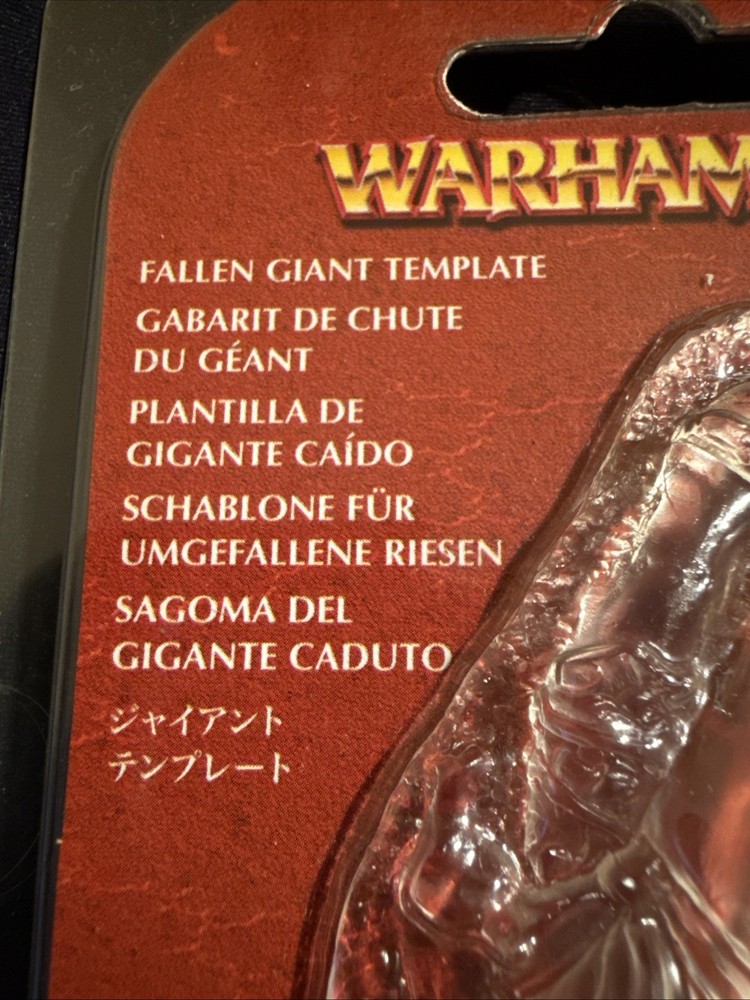 WARHAM
FALLEN GIANT TEMPLATE
GABARIT DE CHUTE
DU GÉANT
PLANTILLA DE
GIGANTE CAÍDO
SCHABLONE FÜR
UMGEFALLENE RIESEN
SAGOMA DEL
GIGANTE CADUTO
ジャイアント
テンプレート